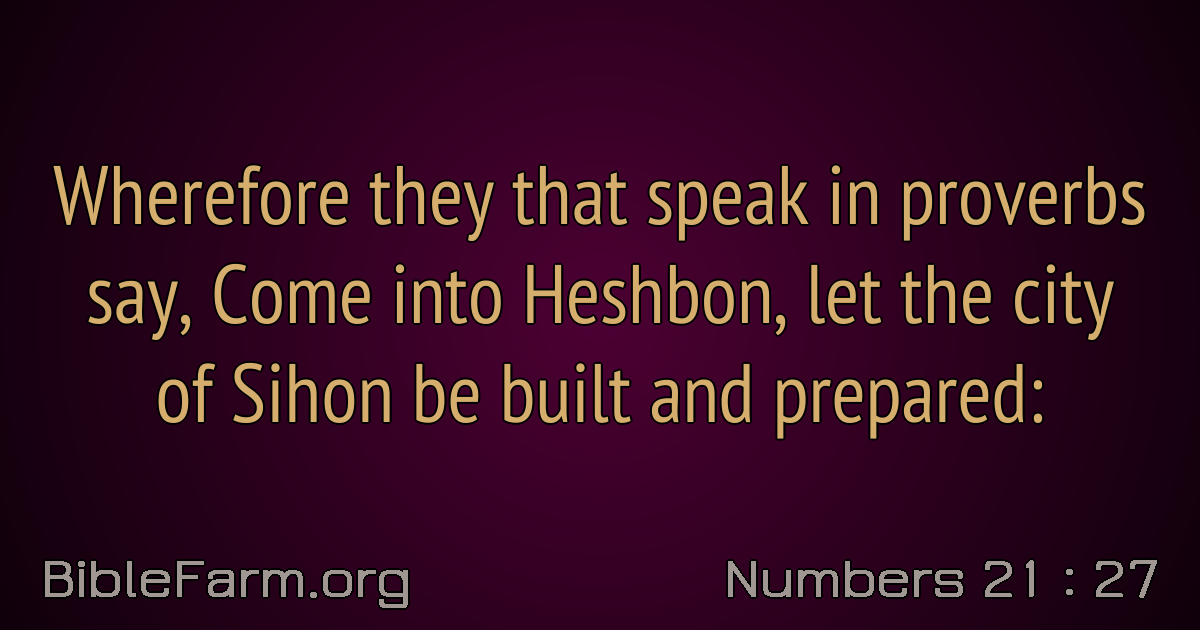 Wherefore they that speak in proverbs
say, Come into Heshbon, let the city
of Sihon be built and prepared:
BibleFarm.org
Numbers 21 : 27